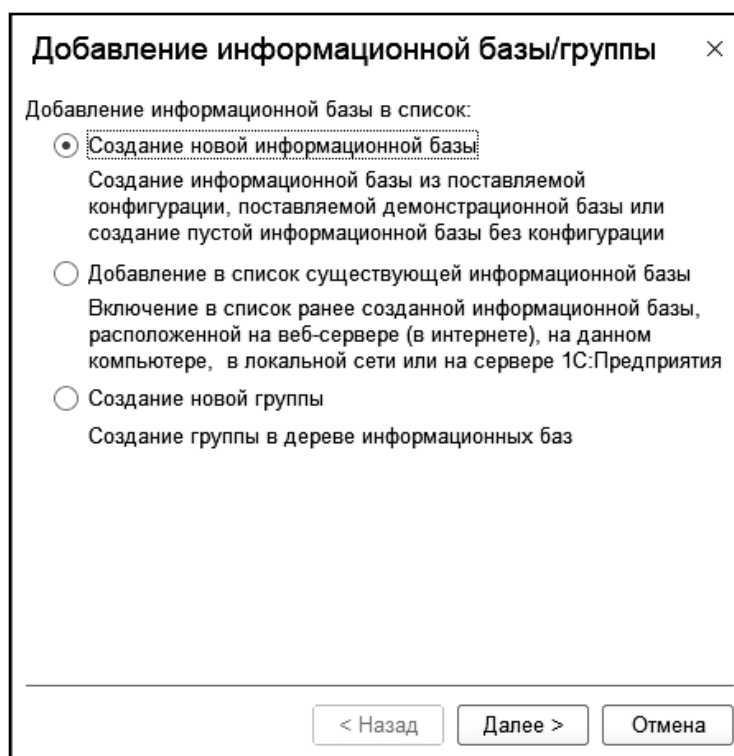 Добавление информационной базы/группы
Добавление информационной базы в список:
Создание новой информационной базы
Создание информационной базы из поставляемой
конфигурации, поставляемой демонстрационной базы или
создание пустой информационной базы без конфигурации
Добавление в список существующей информационной базы
Включение в список ранее созданной информационной базы,
расположенной на веб-сервере (в интернете), на данном
компьютере, в локальной сети или на сервере 1С:Предприятия
Создание новой группы
Создание группы в дереве информационных баз
< Назад Далее > Отмена